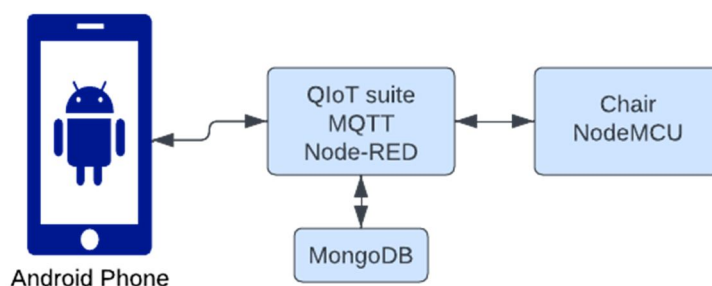 QIoT suite
MQTT
Node-RED
Chair
NodeMCU
MongoDB
Android Phone